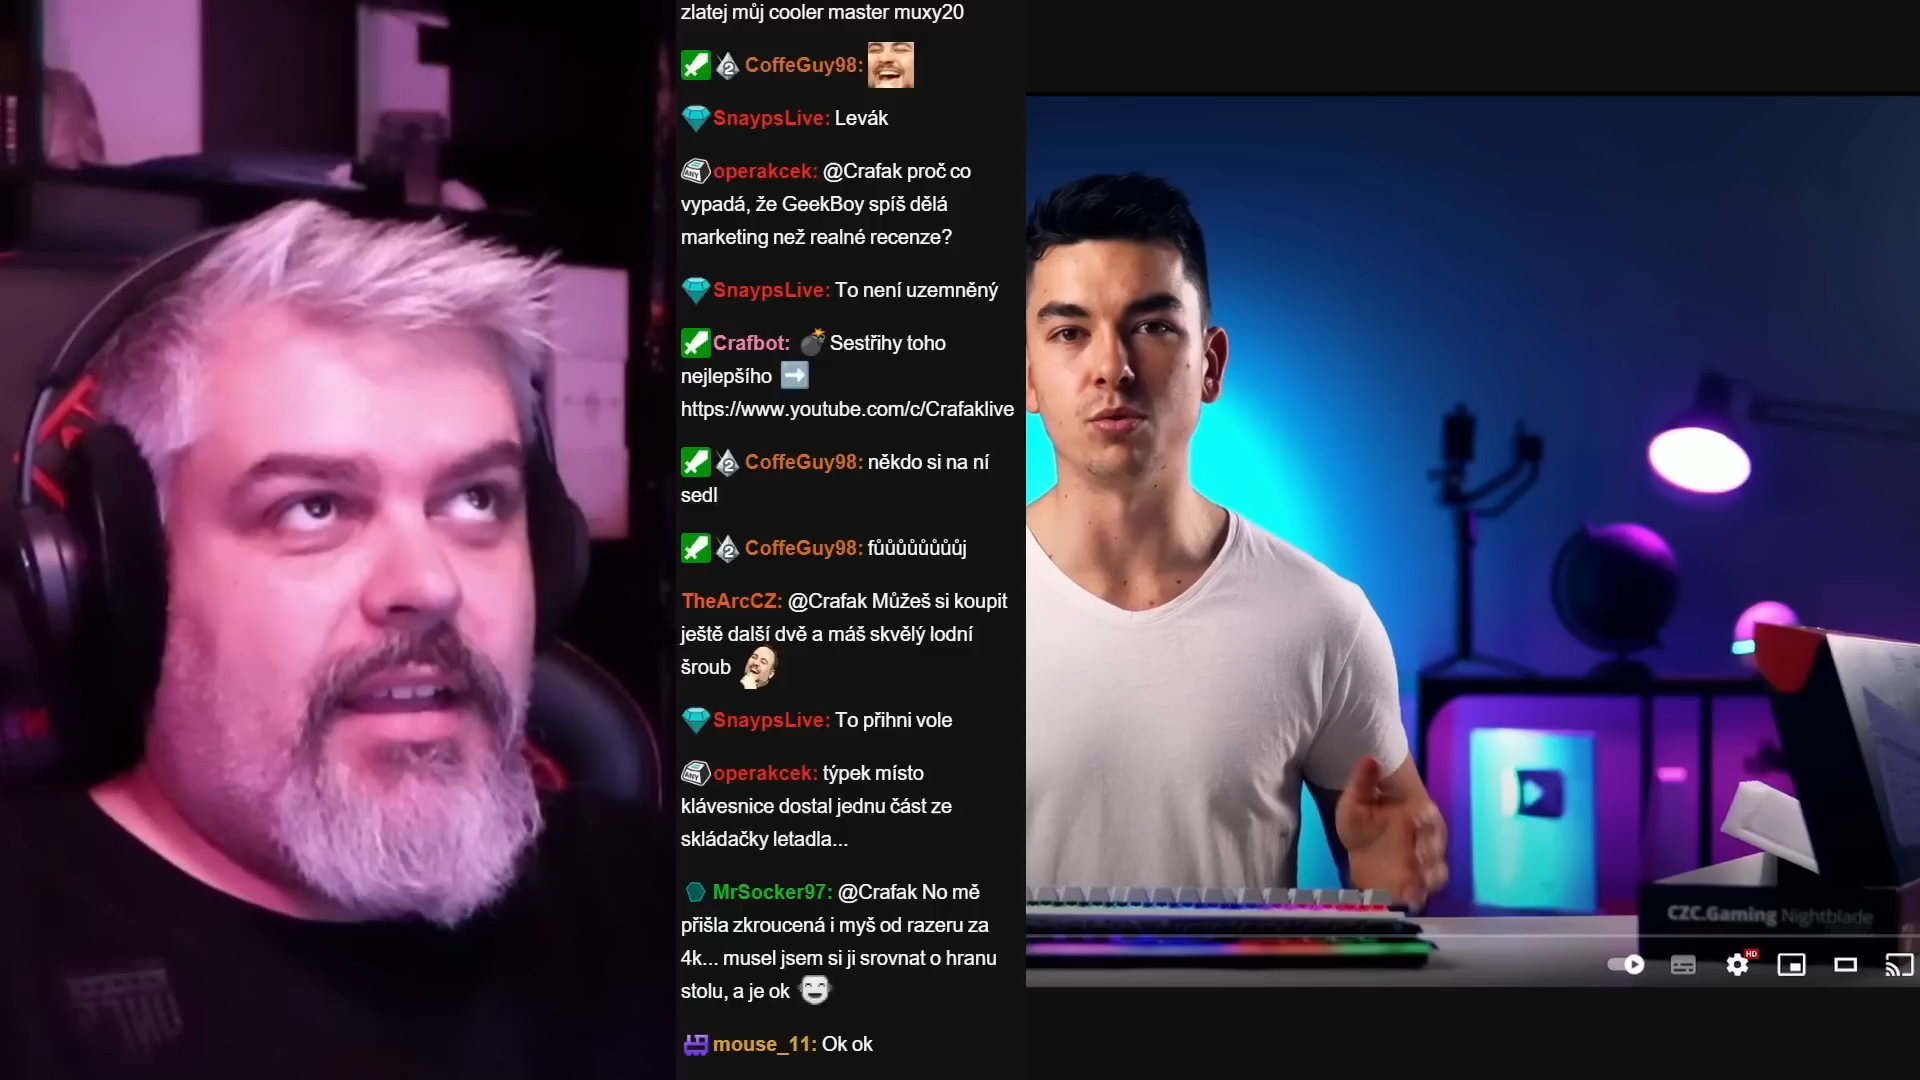 zlatej můj cooler master muxy20
CoffeGuy98:
SnaypsLive: Levák
operakcek: @Crafak proč co
vypadá, že GeekBoy spíš dělá
marketing než realné recenze?
SnaypsLive: To není uzemněný
Crafbot: Sestřihy toho
nejlepšího
https://www.youtube.com/c/Crafaklive
CoffeGuy98: někdo si na ní
sedl
CoffeGuy98: fůůůůůůůůj
TheArcCZ: @Crafak Můžeš si koupit
ještě další dvě a máš skvělý lodní
šroub
SnaypsLive: To přihni vole
operakcek: týpek místo
klávesnice dostal jednu část ze
skládačky letadla...
MrSocker97: @Crafak No mě
přišla zkroucená i myš od razeru za
4k... musel jsem si ji srovnat o hranu
stolu, a je ok
mouse_11: Ok ok
CZC.Gaming Nightblade
HD